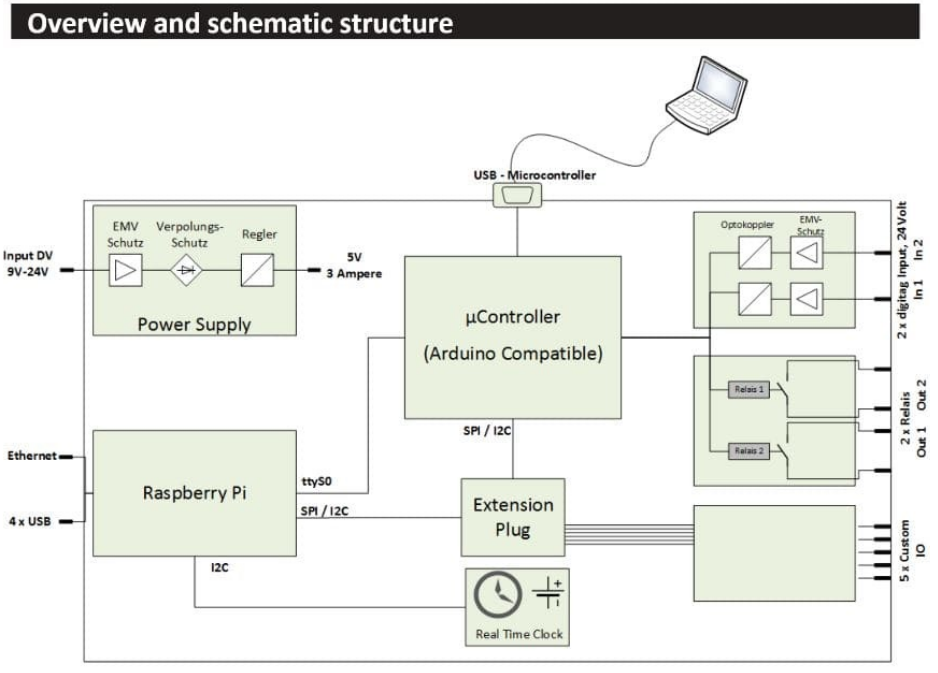 Overview and schematic structure
USB - Microcontroller
EMV
Schutz
Verpolungs-
Schutz
Regler
Input DV
9V-24V
5V
3 Ampere
Power Supply
µController
(Arduino Compatible)
Optokoppler
EMV-
Schutz
2 x digitag Input, 24 Volt
In 1
In 2
Relais 1
Relais 2
2 x Relais
Out 1
Out 2
SPI / I2C
Ethernet
4 x USB
Raspberry Pi
ttyS0
SPI / I2C
I2C
Extension
Plug
Real Time Clock
5 x Custom
IO